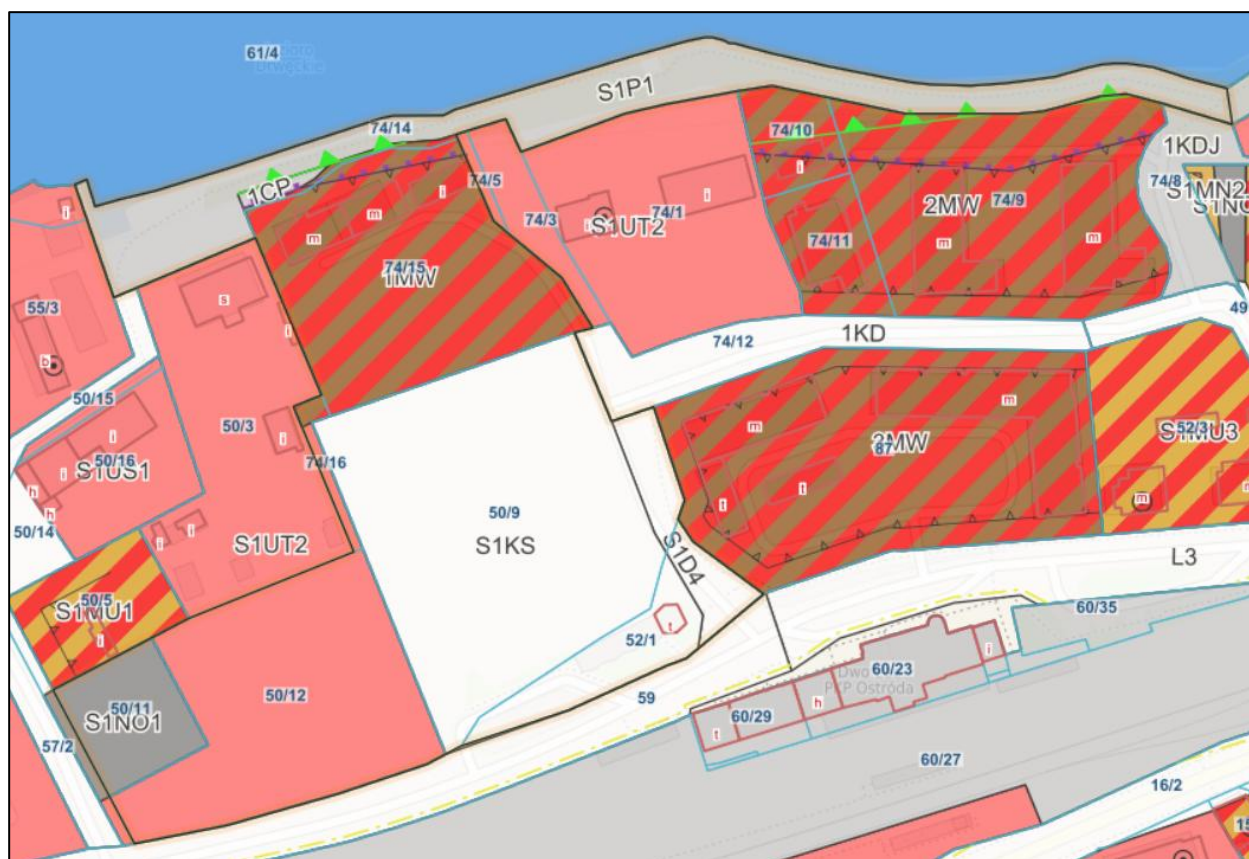 61/4
S1P1
74/14
74/10
1KDJ
1CP
74/5
74/8
i
i
i
S1MN2
m
74/3
i
S1UT2
74/1
2MW
74/9
m
m
m
74/11
74/15
1MW
55/3
s
i
49
1KD
74/12
b
50/15
m
m
50/3
i
52/3
S1MU3
i
50/16
S1US1
i
2MW
87
74/16
h
h
t
t
m
50/14
50/9
S1KS
i
i
S1UT2
S1D4
L3
50/5
S1MU1
i
60/35
t
52/1
60/23
PKP Ostróda
i
50/12
59
50/11
S1NO1
60/29
h
t
57/2
60/27
16/2